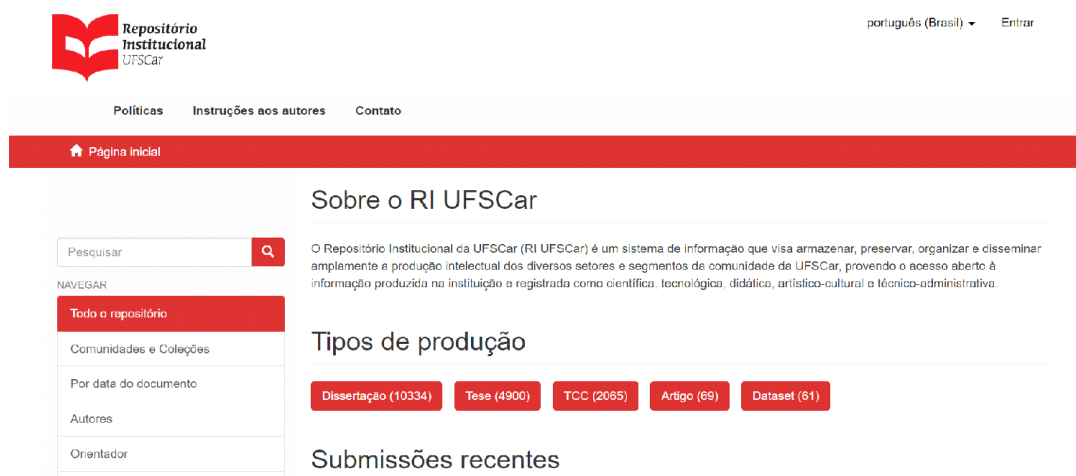 Repositório
Institucional
UFSCar
português (Brasil)
Entrar
Políticas
Instruções aos autores
Contato
Página inicial
Pesquisar
NAVEGAR
Todo o repositório
Comunidades e Coleções
Por data do documento
Autores
Orientador
Sobre o RI UFSCar
O Repositório Institucional da UFSCar (RI UFSCar) é um sistema de informação que visa armazenar, preservar, organizar e disseminar
amplamente a produção intelectual dos diversos setores e segmentos da comunidade da UFSCar, provendo o acesso aberto à
informação produzida na instituição e registrada como científica, tecnológica, didática, artístico-cultural e técnico-administrativa.
Tipos de produção
Dissertação (10334)
Tese (4900)
TCC (2065)
Artigo (69)
Dataset (61)
Submissões recentes